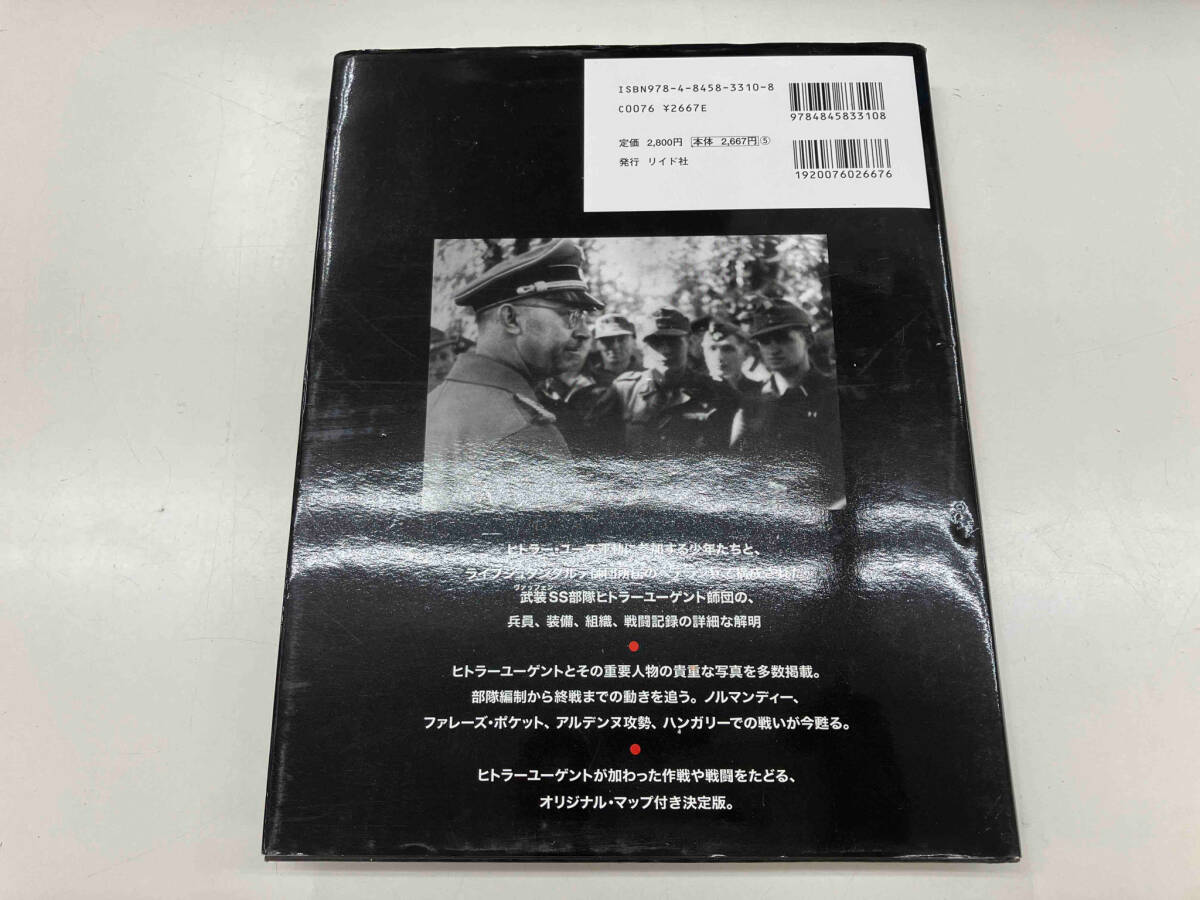 ISBN978-4-8458-3310-8
C0076 ¥2667E
9784845833108
定価 2,800円 本体 2,667円 ⑤
発行 リイド社
1920076026676
ヒトラー・ユース する少年たちと、
武装SS部隊ヒトラーユーゲント師団の、
兵員、装備、組織、戦闘記録の詳細な解明
ヒトラーユーゲントとその重要人物の貴重な写真を多数掲載。
部隊編制から終戦までの動きを追う。ノルマンディー、
ファレーズ・ポケット、アルデンヌ攻勢、ハンガリーでの戦いが今甦る。
ヒトラーユーゲントが加わった作戦や戦闘をたどる、
オリジナル・マップ付き決定版。